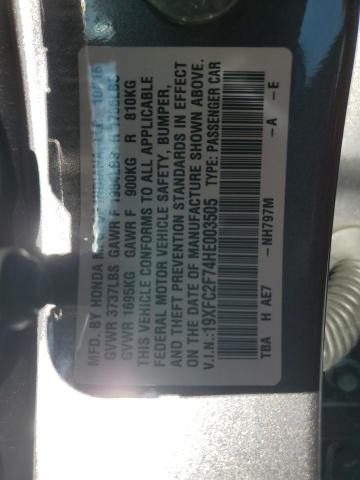 MFD. BY HONDA
GVWR 3737LBS GAWR F R
GVWR 1695KG GAWR F 900KG R 810KG
THIS VEHICLE CONFORMS TO ALL APPLICABLE
FEDERAL MOTOR VEHICLE SAFETY, BUMPER,
AND THEFT PREVENTION STANDARDS IN EFFECT
ON THE DATE OF MANUFACTURE SHOWN ABOVE.
V.I.N.:19XFC2F74HE003505 TYPE: PASSENGER CAR
TBA H AE7 -NH797M -A -E